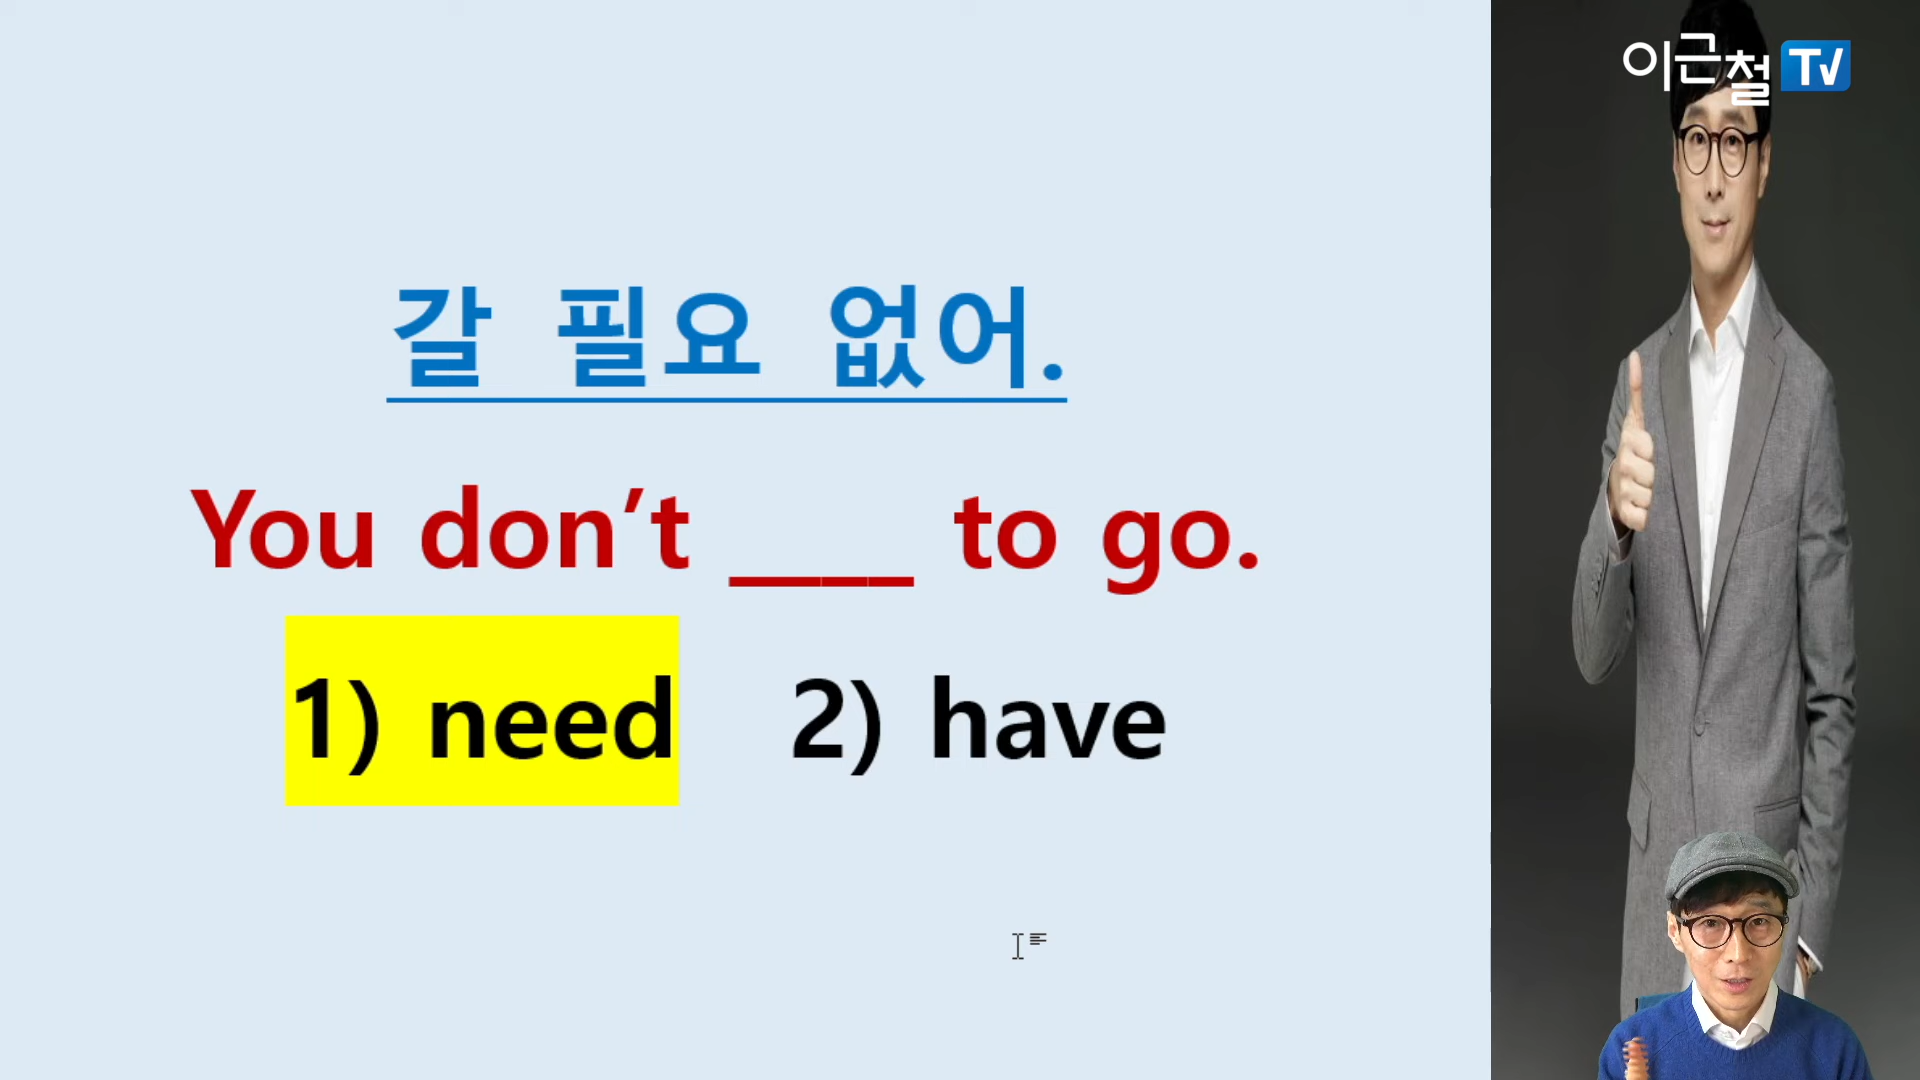 이근철 TV
갈 필요 없어.
You don’t ____ to go.
1) need 2) have